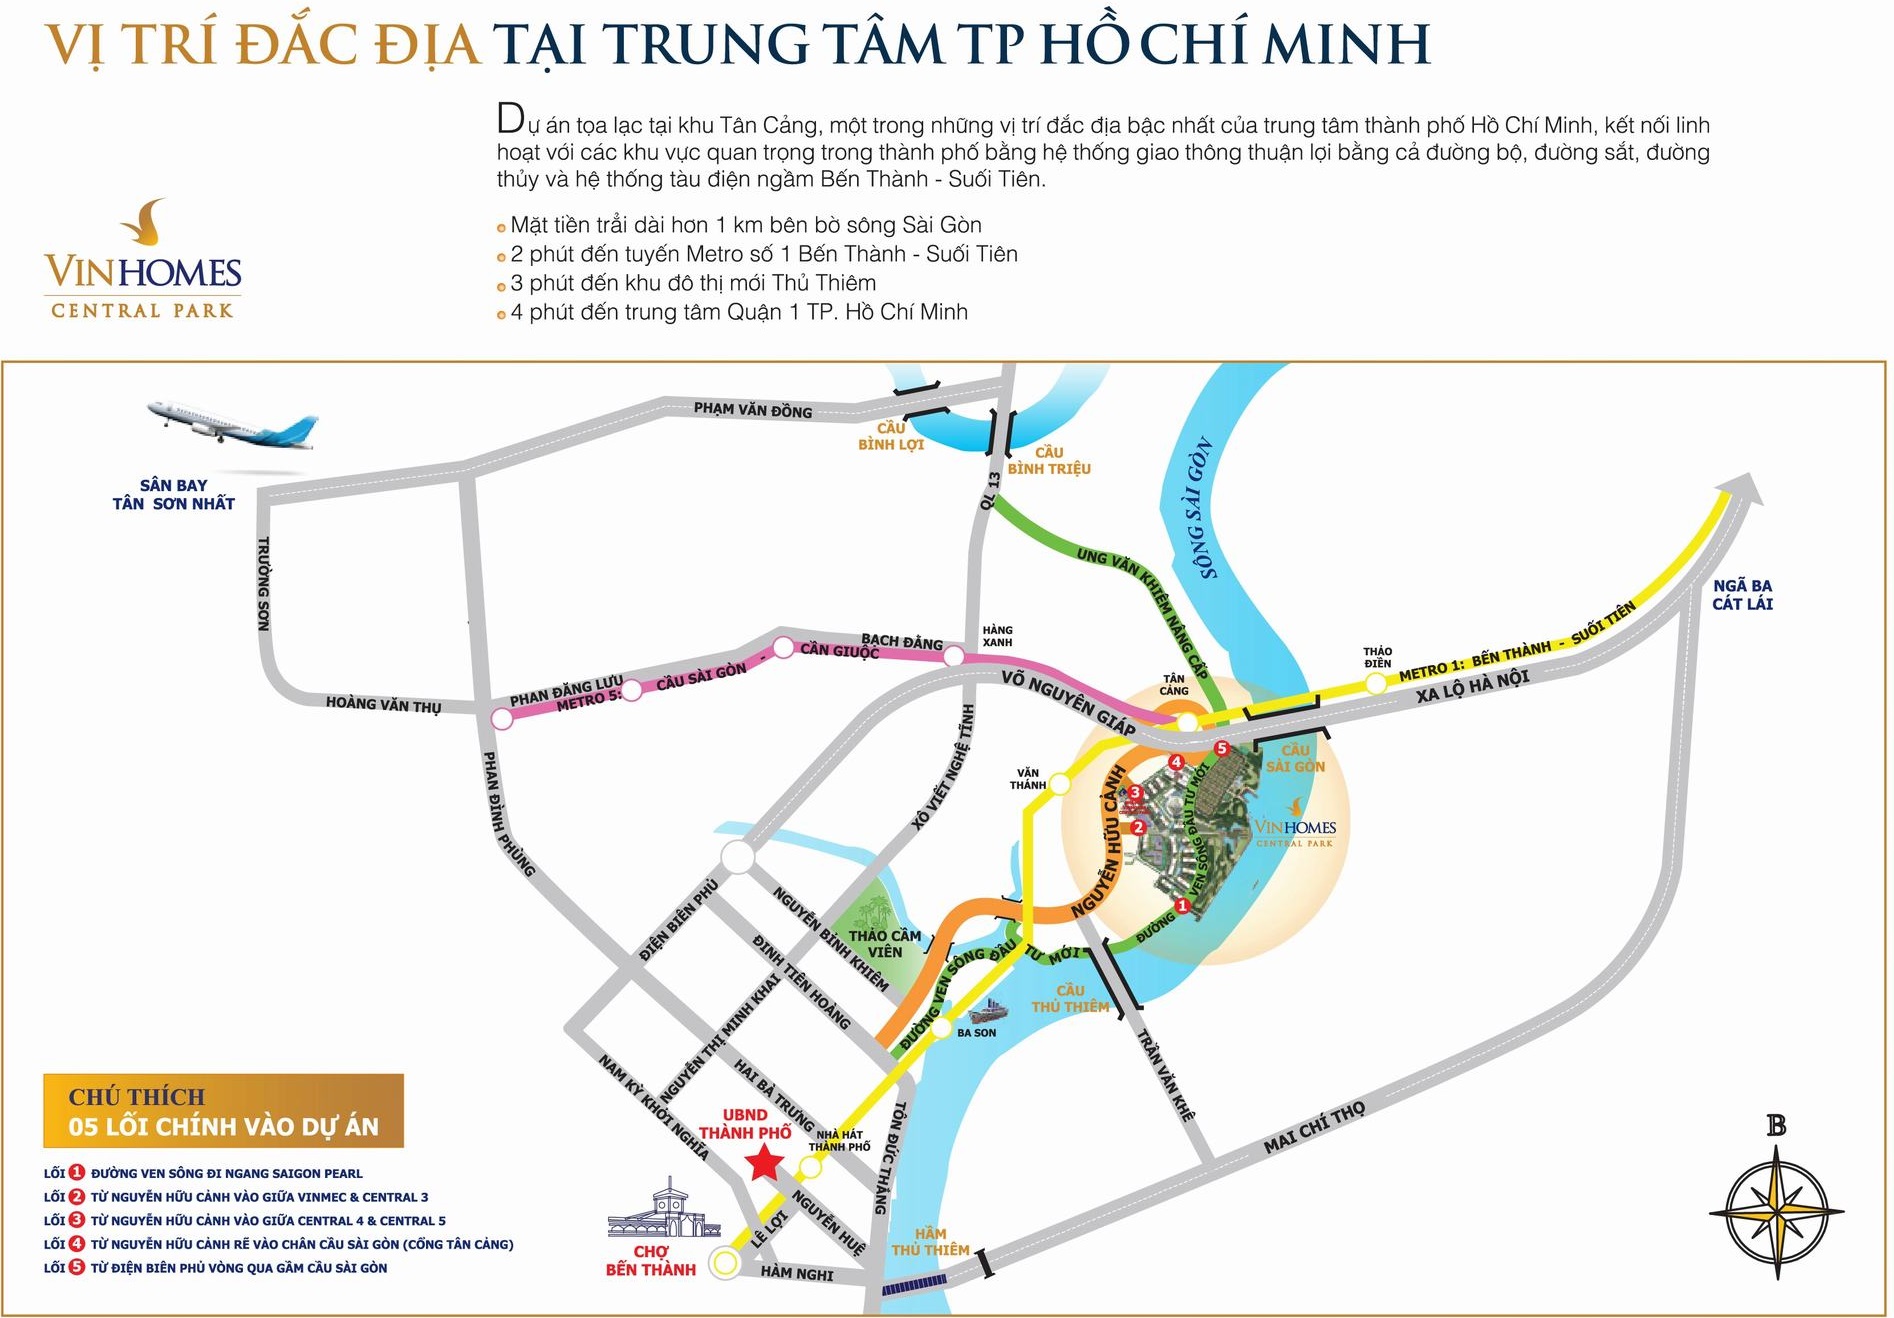 VỊ TRÍ ĐẮC ĐỊA TẠI TRUNG TÂM TP HỒ CHÍ MINH
Dự án tọa lạc tại khu Tân Cảng, một trong những vị trí đắc địa bậc nhất của trung tâm thành phố Hồ Chí Minh, kết nối linh
hoạt với các khu vực quan trọng trong thành phố bằng hệ thống giao thông thuận lợi bằng cả đường bộ, đường sắt, đường
thủy và hệ thống tàu điện ngầm Bến Thành - Suối Tiên.
Mặt tiền trải dài hơn 1 km bên bờ sông Sài Gòn
2 phút đến tuyến Metro số 1 Bến Thành - Suối Tiên
3 phút đến khu đô thị mới Thủ Thiêm
4 phút đến trung tâm Quận 1 TP. Hồ Chí Minh
VINHOMES
CENTRAL PARK
SÂN BAY
TÂN SƠN NHẤT
PHẠM VĂN ĐỒNG
CẦU
BÌNH LỢI
CẦU
BÌNH TRIỆU
QL 13
SÔNG SÀI GÒN
UNG VĂN KHIÊM NÂNG CẤP
TRƯỜNG SƠN
HOÀNG VĂN THỤ
PHAN ĐĂNG LƯU
METRO 5: CẦU SÀI GÒN - CẦN GIUỘC
BẠCH ĐẰNG
HÀNG
XANH
VÕ NGUYÊN GIÁP
TÂN
CẢNG
THẢO
ĐIỀN
METRO 1: BẾN THÀNH - SUỐI TIÊN
XA LỘ HÀ NỘI
NGÃ BA
CÁT LÁI
CẦU
SÀI GÒN
VĂN
THÁNH
NGUYỄN HỮU CẢNH
XÔ VIẾT NGHỆ TĨNH
PHAN ĐÌNH PHÙNG
5
4
3
2
1
VINHOMES
CENTRAL PARK
ĐƯỜNG VEN SÔNG ĐẦU TƯ MỚI
ĐIỆN BIÊN PHỦ
NGUYỄN BỈNH KHIÊM
THẢO CẦM
VIÊN
ĐINH TIÊN HOÀNG
ĐƯỜNG VEN SÔNG ĐẦU TƯ MỚI
CẦU
THỦ THIÊM
BA SON
NGUYỄN THỊ MINH KHAI
NAM KỲ KHỞI NGHĨA
HAI BÀ TRƯNG
TRẦN VĂN KHÊ
MAI CHÍ THỌ
TÔN ĐỨC THẮNG
UBND
THÀNH PHỐ
NHÀ HÁT
THÀNH PHỐ
NGUYỄN HUỆ
LÊ LỢI
CHỢ
BẾN THÀNH
HÀM NGHI
HẦM
THỦ THIÊM
B
CHÚ THÍCH
05 LỐI CHÍNH VÀO DỰ ÁN
LỐI 1 ĐƯỜNG VEN SÔNG ĐI NGANG SAIGON PEARL
LỐI 2 TỪ NGUYỄN HỮU CẢNH VÀO GIỮA VINMEC & CENTRAL 3
LỐI 3 TỪ NGUYỄN HỮU CẢNH VÀO GIỮA CENTRAL 4 & CENTRAL 5
LỐI 4 TỪ NGUYỄN HỮU CẢNH RẼ VÀO CHÂN CẦU SÀI GÒN (CỔNG TÂN CẢNG)
LỐI 5 TỪ ĐIỆN BIÊN PHỦ VÒNG QUA GẦM CẦU SÀI GÒN